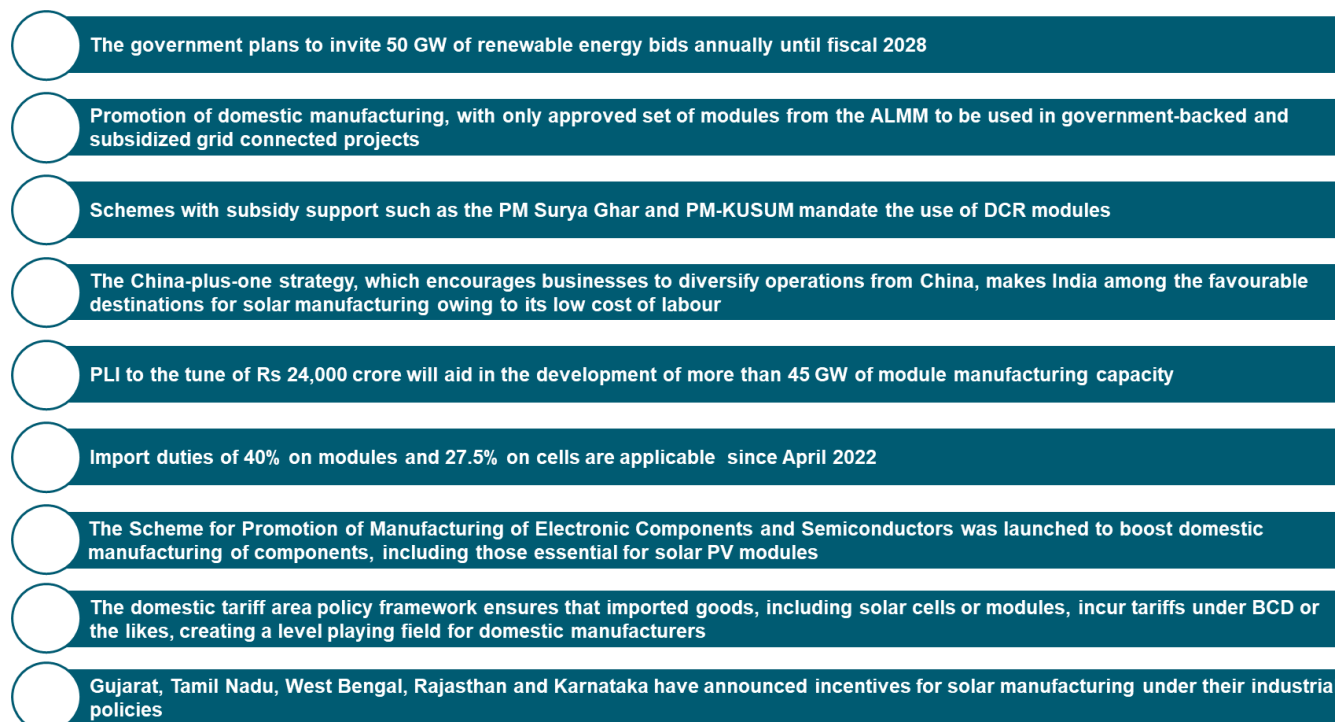 The government plans to invite 50 GW of renewable energy bids annually until fiscal 2028
Promotion of domestic manufacturing, with only approved set of modules from the ALMM to be used in government-backed and
subsidized grid connected projects
Schemes with subsidy support such as the PM Surya Ghar and PM-KUSUM mandate the use of DCR modules
The China-plus-one strategy, which encourages businesses to diversify operations from China, makes India among the favourable
destinations for solar manufacturing owing to its low cost of labour
PLI to the tune of Rs 24,000 crore will aid in the development of more than 45 GW of module manufacturing capacity
Import duties of 40% on modules and 27.5% on cells are applicable since April 2022
The Scheme for Promotion of Manufacturing of Electronic Components and Semiconductors was launched to boost domestic
manufacturing of components, including those essential for solar PV modules
The domestic tariff area policy framework ensures that imported goods, including solar cells or modules, incur tariffs under BCD or
the likes, creating a level playing field for domestic manufacturers
Gujarat, Tamil Nadu, West Bengal, Rajasthan and Karnataka have announced incentives for solar manufacturing under their industria
policies